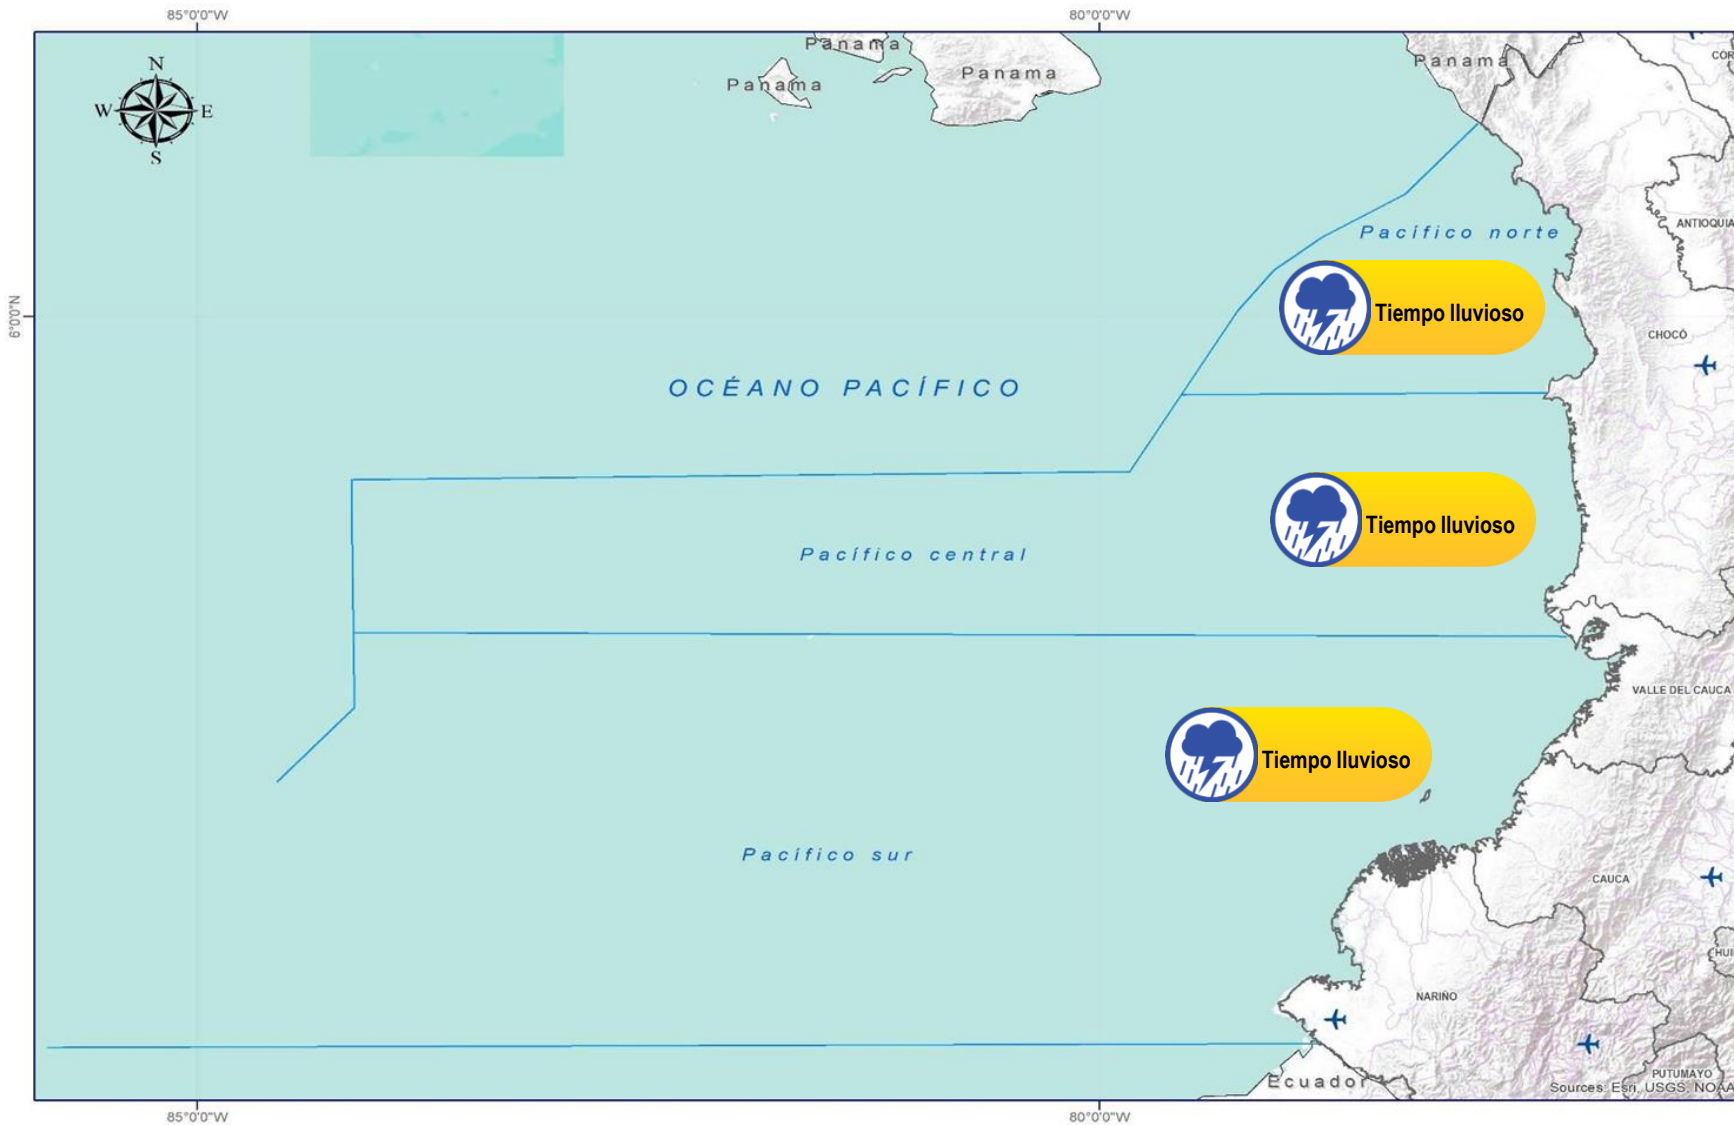 85°0'0"W
80°0'0"W
N
W
E
S
Panama
Panama
Panama
Panama
COR
Pacífico norte
ANTIOQUIA
6°0'0"N
Tiempo lluvioso
CHOCÓ
OCÉANO PACÍFICO
Tiempo lluvioso
Pacífico central
VALLE DEL CAUCA
Tiempo lluvioso
Pacífico sur
CAUCA
HUI
NARIÑO
PUTUMAYO
Ecuador
Sources: Esri, USGS, NOAA
85°0'0"W
80°0'0"W